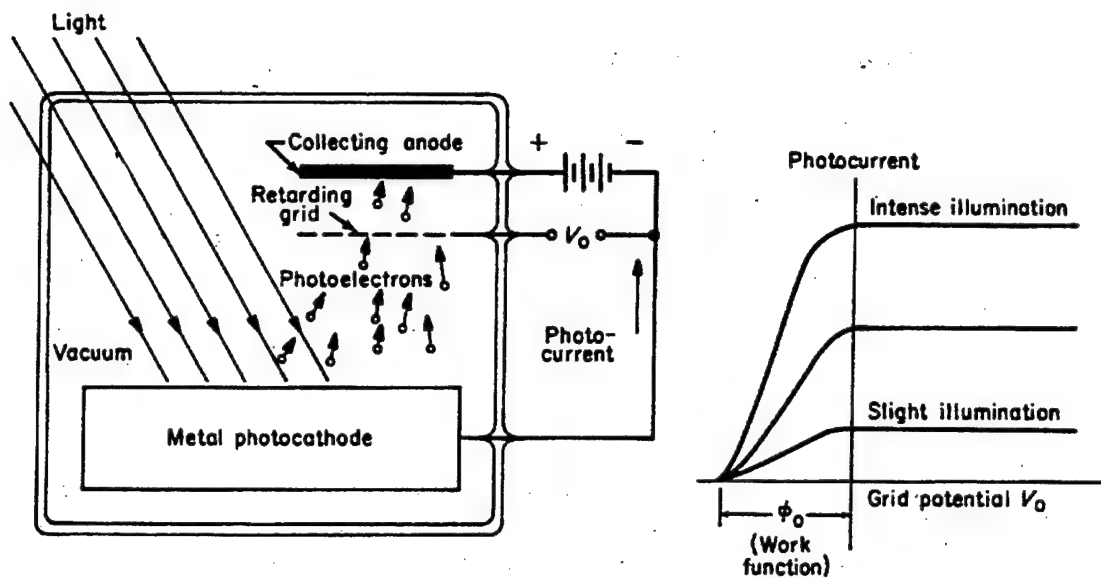 Light
Collecting anode
+ −
Retarding
grid
V₀
Photoelectrons
Vacuum
Photo-
current
Metal photocathode
Photocurrent
Intense illumination
Slight illumination
Grid potential V₀
ϕ₀
(Work
function)